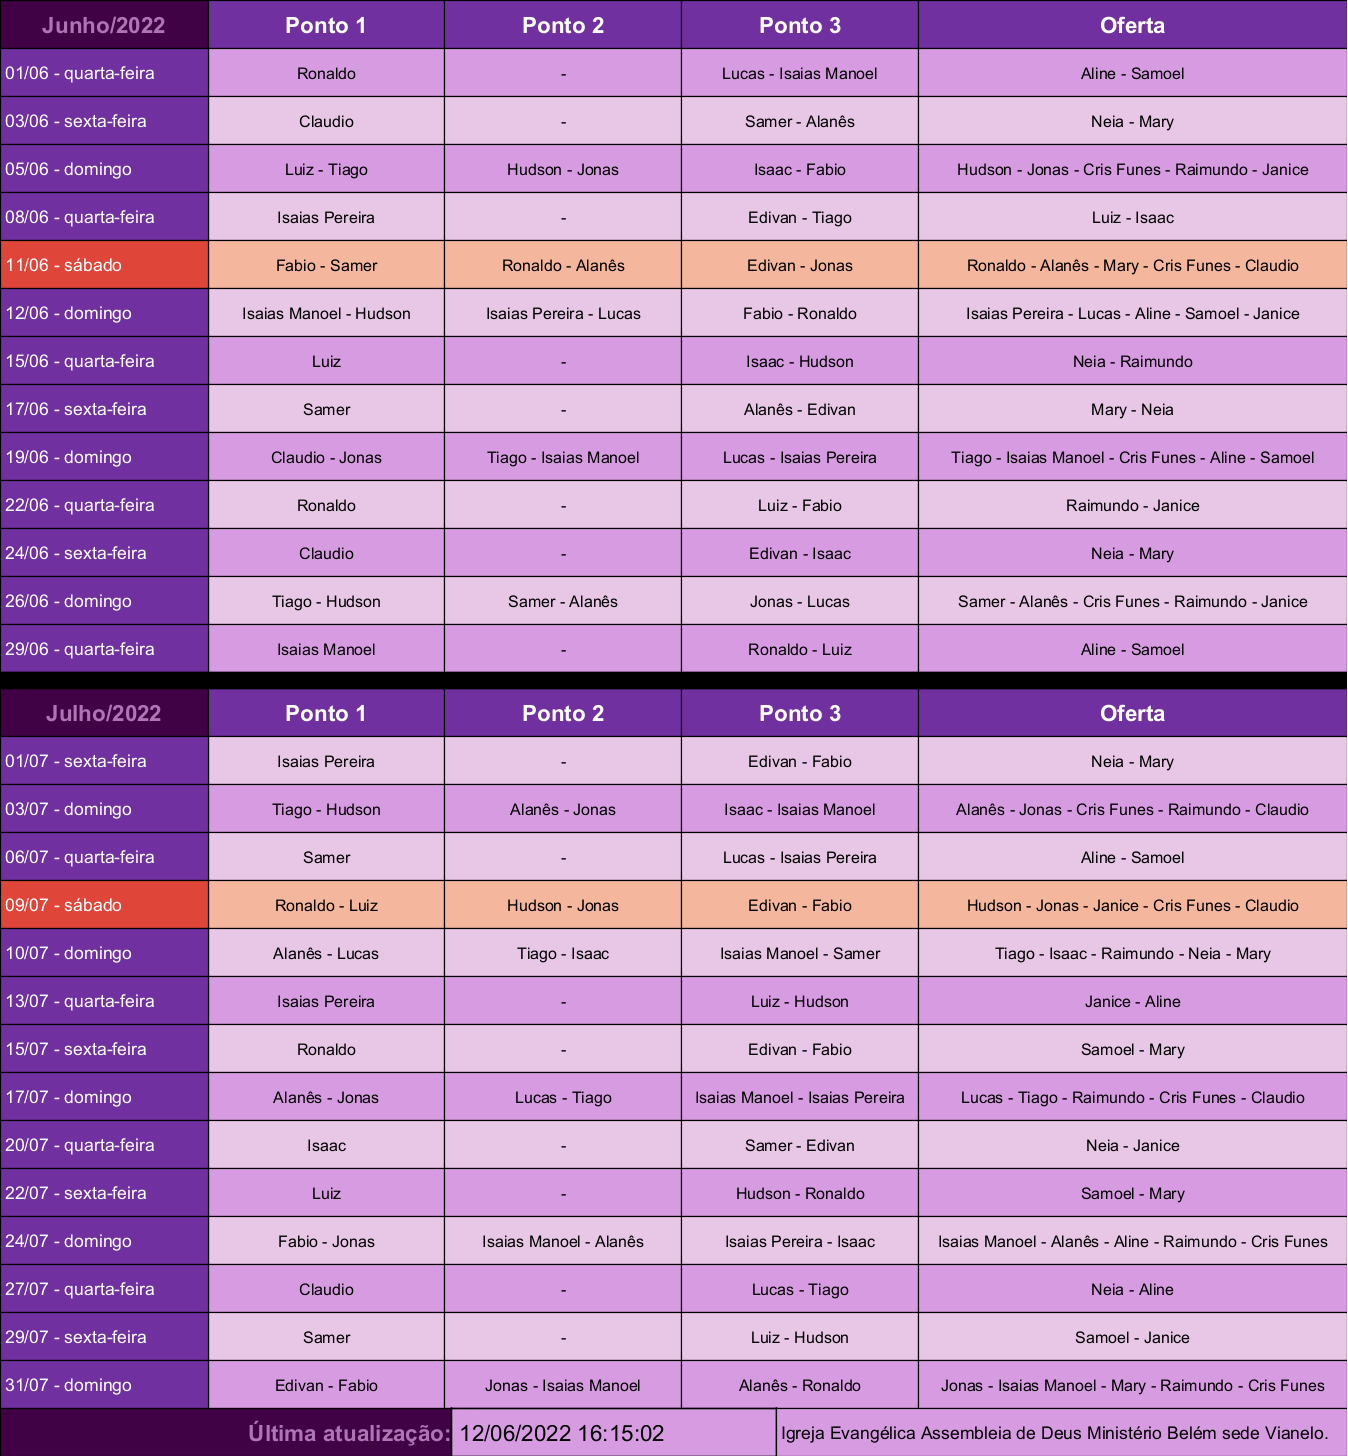 Junho/2022 Ponto 1 Ponto 2 Ponto 3 Oferta
01/06 - quarta-feira Ronaldo - Lucas - Isaias Manoel Aline - Samoel
03/06 - sexta-feira Claudio - Samer - Alanês Neia - Mary
05/06 - domingo Luiz - Tiago Hudson - Jonas Isaac - Fabio Hudson - Jonas - Cris Funes - Raimundo - Janice
08/06 - quarta-feira Isaias Pereira - Edivan - Tiago Luiz - Isaac
11/06 - sábado Fabio - Samer Ronaldo - Alanês Edivan - Jonas Ronaldo - Alanês - Mary - Cris Funes - Claudio
12/06 - domingo Isaias Manoel - Hudson Isaias Pereira - Lucas Fabio - Ronaldo Isaias Pereira - Lucas - Aline - Samoel - Janice
15/06 - quarta-feira Luiz - Isaac - Hudson Neia - Raimundo
17/06 - sexta-feira Samer - Alanês - Edivan Mary - Neia
19/06 - domingo Claudio - Jonas Tiago - Isaias Manoel Lucas - Isaias Pereira Tiago - Isaias Manoel - Cris Funes - Aline - Samoel
22/06 - quarta-feira Ronaldo - Luiz - Fabio Raimundo - Janice
24/06 - sexta-feira Claudio - Edivan - Isaac Neia - Mary
26/06 - domingo Tiago - Hudson Samer - Alanês Jonas - Lucas Samer - Alanês - Cris Funes - Raimundo - Janice
29/06 - quarta-feira Isaias Manoel - Ronaldo - Luiz Aline - Samoel
Julho/2022 Ponto 1 Ponto 2 Ponto 3 Oferta
01/07 - sexta-feira Isaias Pereira - Edivan - Fabio Neia - Mary
03/07 - domingo Tiago - Hudson Alanês - Jonas Isaac - Isaias Manoel Alanês - Jonas - Cris Funes - Raimundo - Claudio
06/07 - quarta-feira Samer - Lucas - Isaias Pereira Aline - Samoel
09/07 - sábado Ronaldo - Luiz Hudson - Jonas Edivan - Fabio Hudson - Jonas - Janice - Cris Funes - Claudio
10/07 - domingo Alanês - Lucas Tiago - Isaac Isaias Manoel - Samer Tiago - Isaac - Raimundo - Neia - Mary
13/07 - quarta-feira Isaias Pereira - Luiz - Hudson Janice - Aline
15/07 - sexta-feira Ronaldo - Edivan - Fabio Samoel - Mary
17/07 - domingo Alanês - Jonas Lucas - Tiago Isaias Manoel - Isaias Pereira Lucas - Tiago - Raimundo - Cris Funes - Claudio
20/07 - quarta-feira Isaac - Samer - Edivan Neia - Janice
22/07 - sexta-feira Luiz - Hudson - Ronaldo Samoel - Mary
24/07 - domingo Fabio - Jonas Isaias Manoel - Alanês Isaias Pereira - Isaac Isaias Manoel - Alanês - Aline - Raimundo - Cris Funes
27/07 - quarta-feira Claudio - Lucas - Tiago Neia - Aline
29/07 - sexta-feira Samer - Luiz - Hudson Samoel - Janice
31/07 - domingo Edivan - Fabio Jonas - Isaias Manoel Alanês - Ronaldo Jonas - Isaias Manoel - Mary - Raimundo - Cris Funes
Última atualização: 12/06/2022 16:15:02 Igreja Evangélica Assembleia de Deus Ministério Belém sede Vianelo.